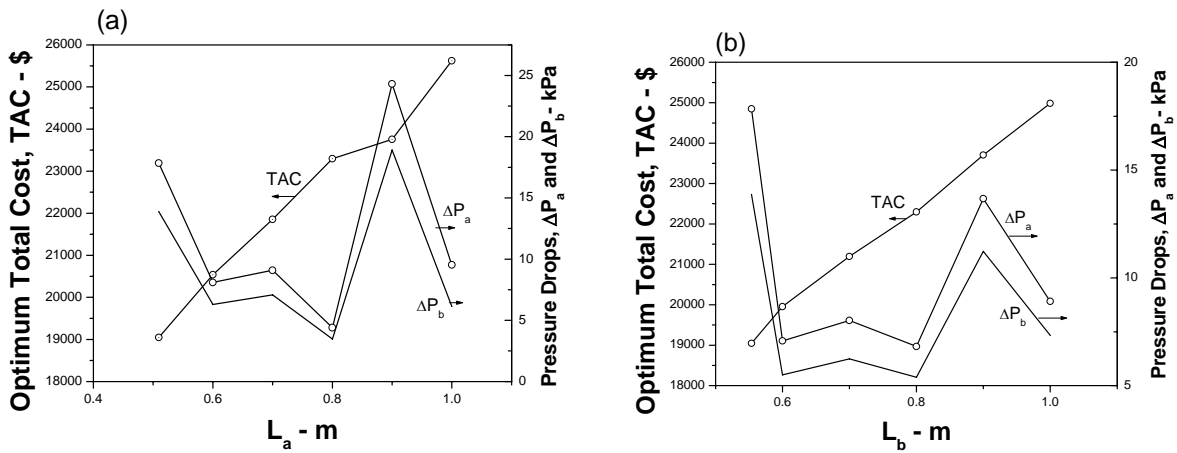 (a)
Optimum Total Cost, TAC - $
26000
25000
24000
23000
22000
21000
20000
19000
18000
0.4
0.6
0.8
1.0
L_a - m
25
20
15
10
5
0
Pressure Drops, ΔP_a and ΔP_b- kPa
TAC
ΔP_a
ΔP_b
(b)
Optimum Total Cost, TAC - $
26000
25000
24000
23000
22000
21000
20000
19000
18000
0.6
0.8
1.0
L_b - m
20
15
10
5
Pressure Drops, ΔP_a and ΔP_b- kPa
TAC
ΔP_a
ΔP_b